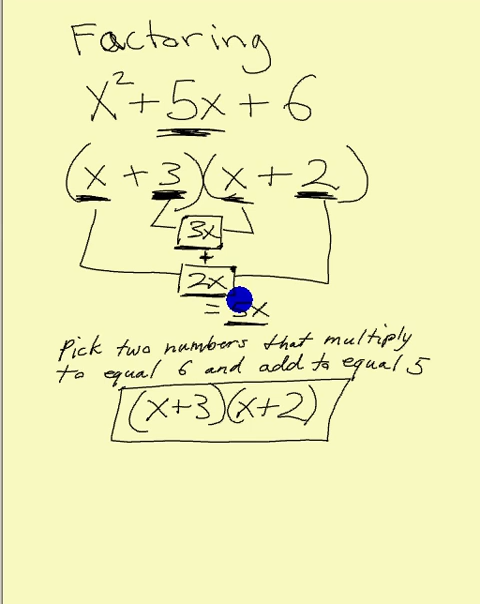 Factoring
x² + 5x + 6
(x + 3)(x + 2)
3x
+
2x
= 5x
Pick two numbers that multiply
to equal 6 and add to equal 5
(x+3)(x+2)